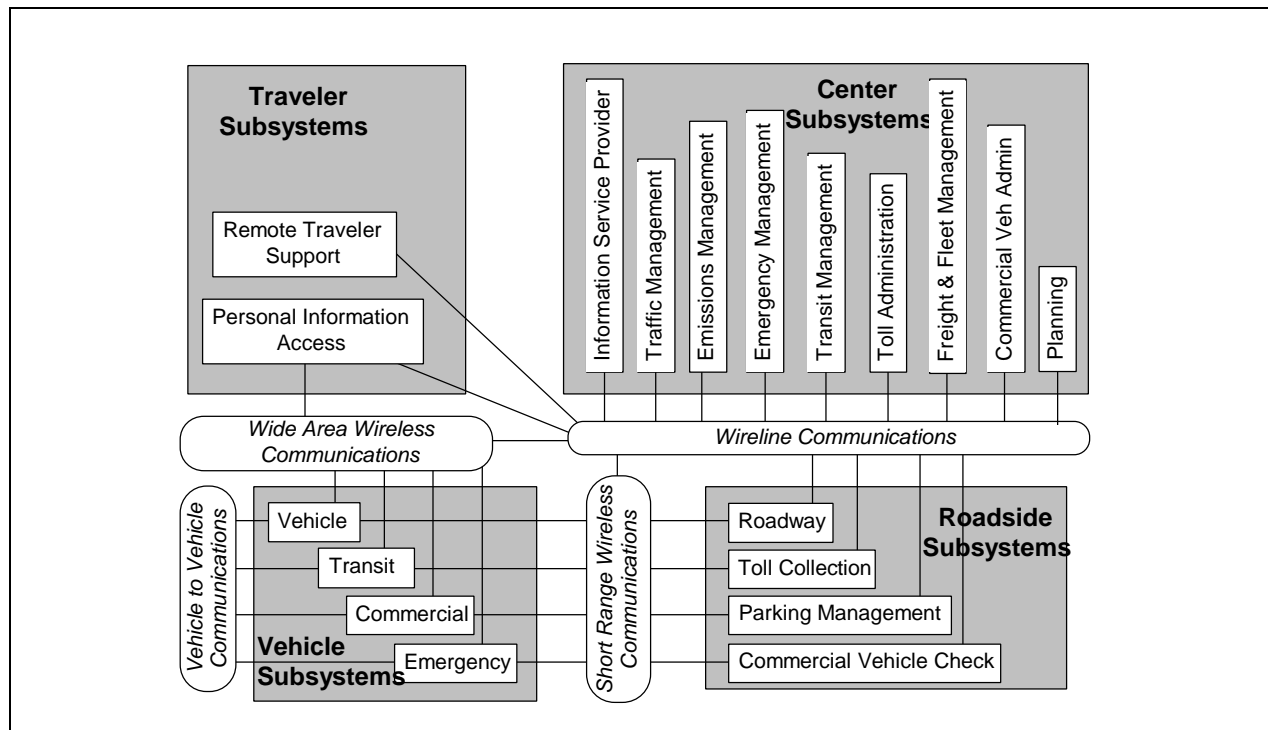 Traveler
Subsystems
Remote Traveler
Support
Personal Information
Access
Center
Subsystems
Information Service Provider
Traffic Management
Emissions Management
Emergency Management
Transit Management
Toll Administration
Freight & Fleet Management
Commercial Veh Admin
Planning
Wide Area Wireless
Communications
Wireline Communications
Vehicle to Vehicle
Communications
Vehicle
Transit
Commercial
Emergency
Vehicle
Subsystems
Short Range Wireless
Communications
Roadway
Toll Collection
Parking Management
Commercial Vehicle Check
Roadside
Subsystems